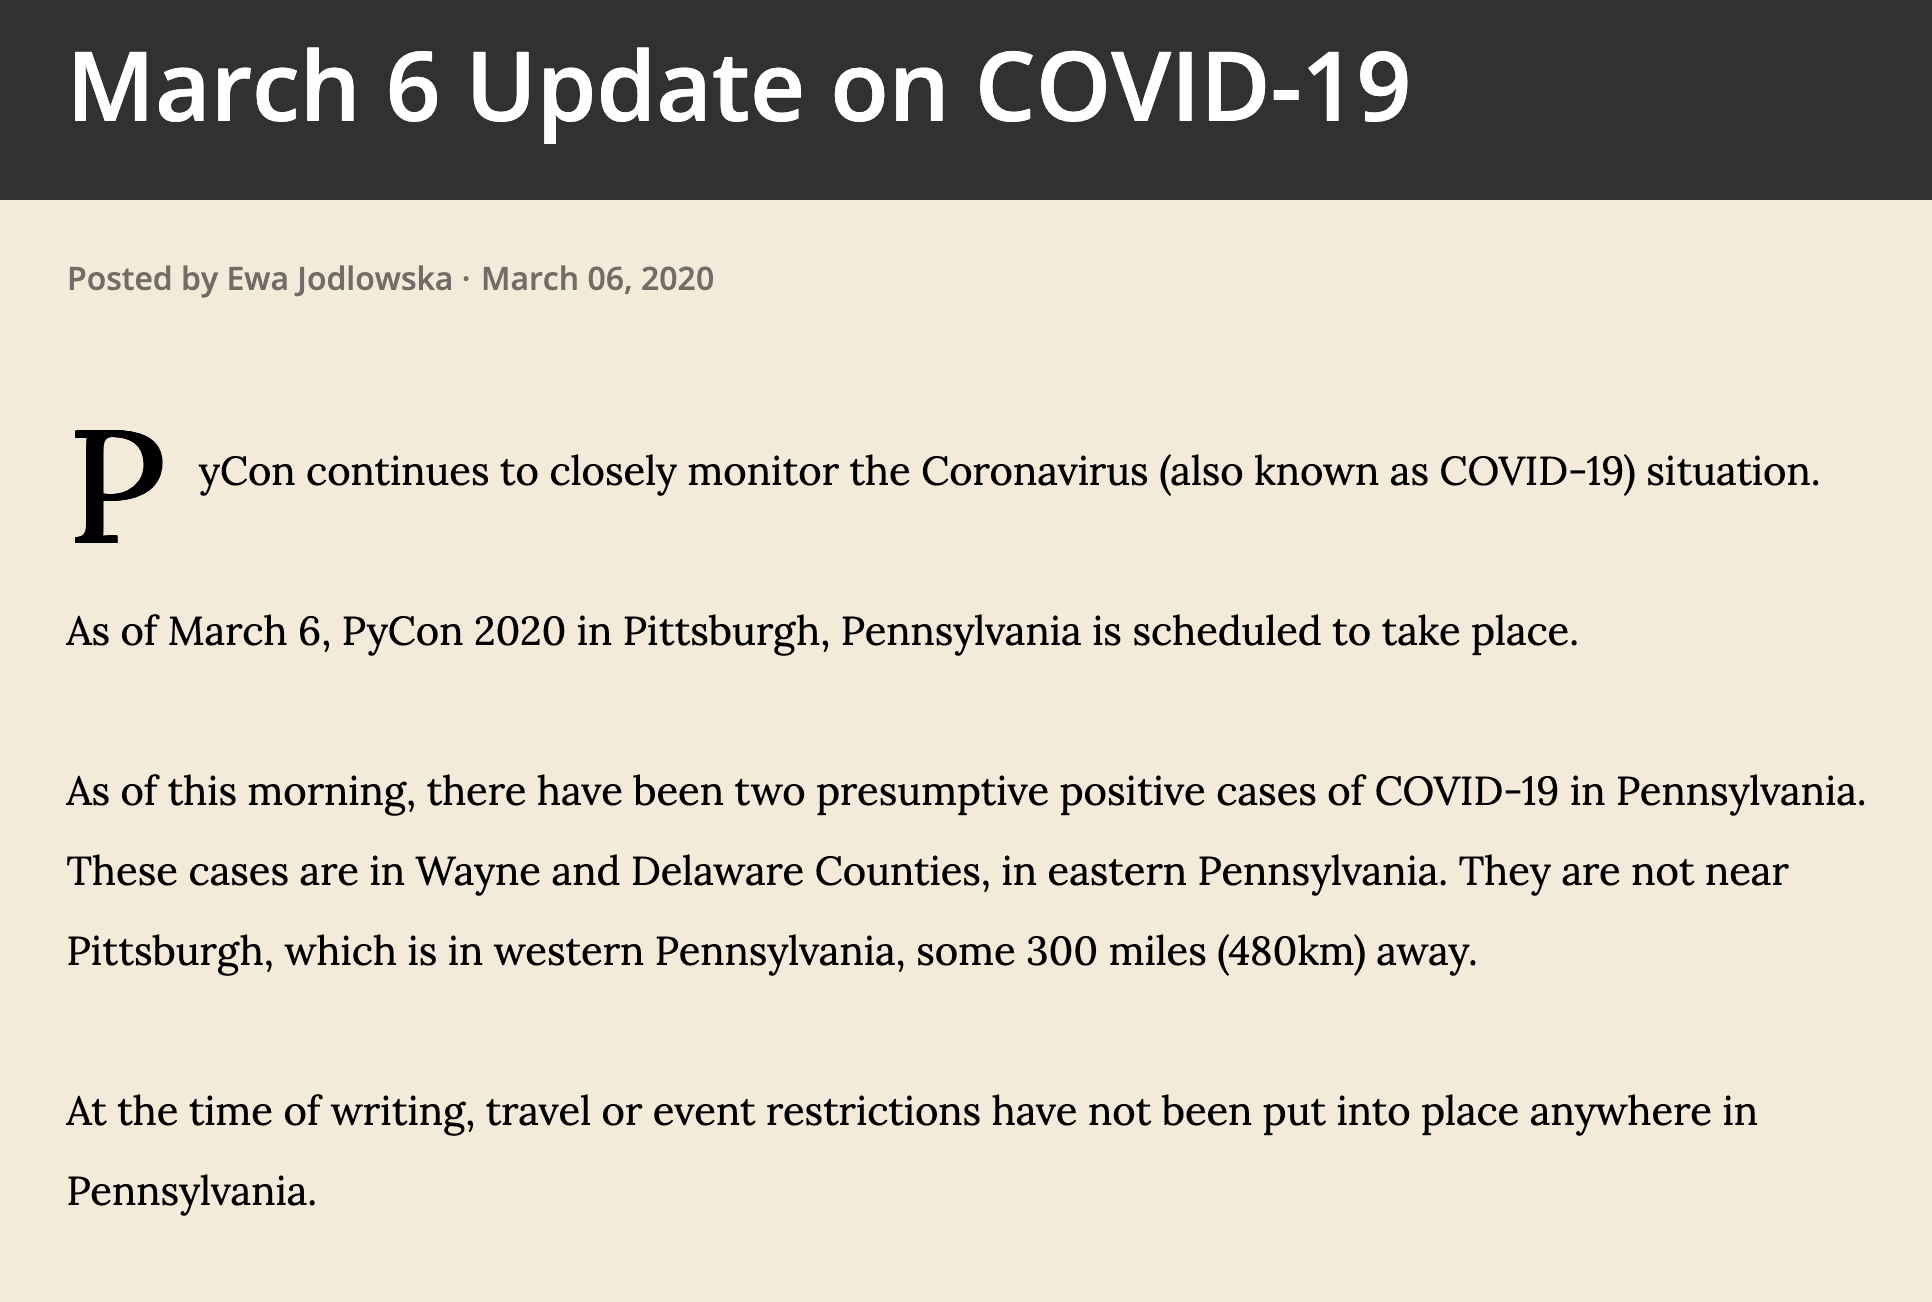 March 6 Update on COVID-19
Posted by Ewa Jodlowska · March 06, 2020
PyCon continues to closely monitor the Coronavirus (also known as COVID-19) situation.
As of March 6, PyCon 2020 in Pittsburgh, Pennsylvania is scheduled to take place.
As of this morning, there have been two presumptive positive cases of COVID-19 in Pennsylvania.
These cases are in Wayne and Delaware Counties, in eastern Pennsylvania. They are not near
Pittsburgh, which is in western Pennsylvania, some 300 miles (480km) away.
At the time of writing, travel or event restrictions have not been put into place anywhere in
Pennsylvania.